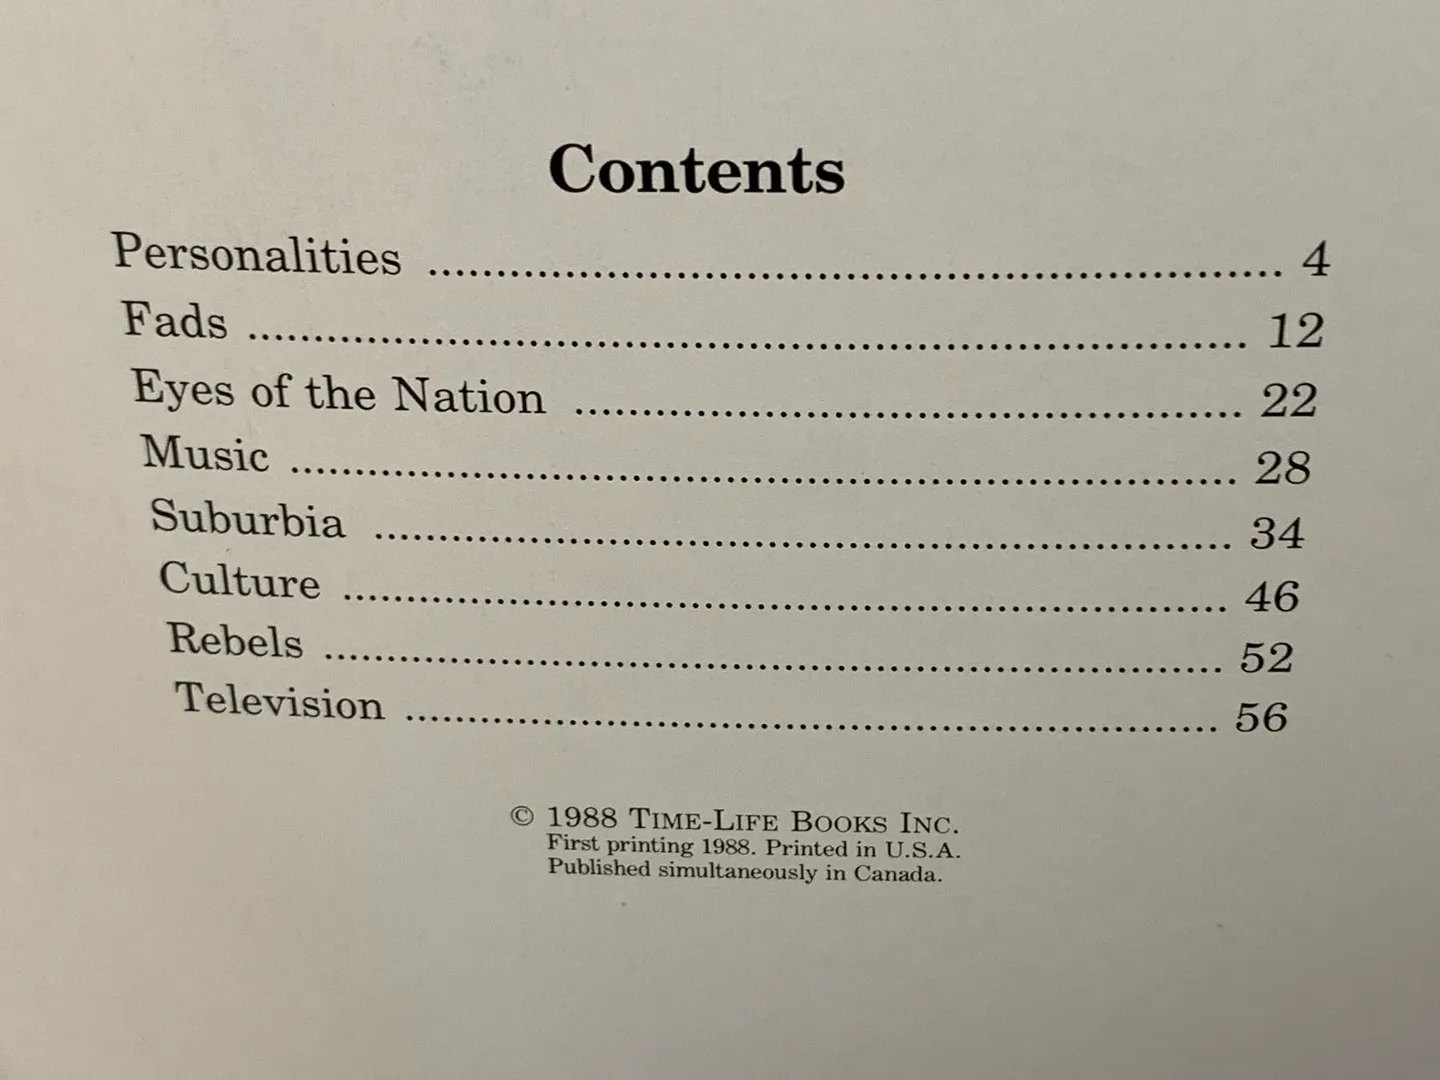 Contents
Personalities ........................................................... 4
Fads ..................................................................... 12
Eyes of the Nation ................................................ 22
Music .................................................................... 28
Suburbia .............................................................. 34
Culture ................................................................ 46
Rebels .................................................................. 52
Television ............................................................ 56
© 1988 TIME-LIFE BOOKS INC.
First printing 1988. Printed in U.S.A.
Published simultaneously in Canada.